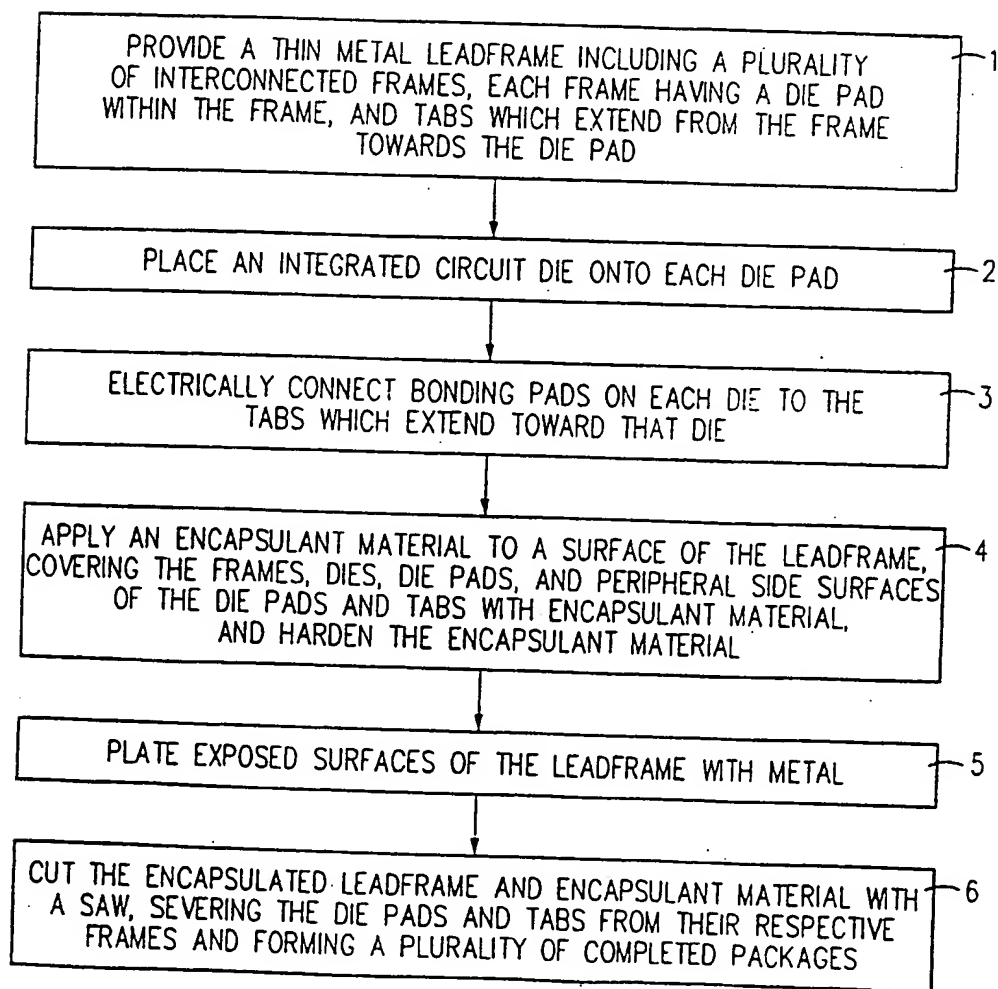 PROVIDE A THIN METAL LEADFRAME INCLUDING A PLURALITY
OF INTERCONNECTED FRAMES, EACH FRAME HAVING A DIE PAD
WITHIN THE FRAME, AND TABS WHICH EXTEND FROM THE FRAME
TOWARDS THE DIE PAD
1
PLACE AN INTEGRATED CIRCUIT DIE ONTO EACH DIE PAD
2
ELECTRICALLY CONNECT BONDING PADS ON EACH DIE TO THE
TABS WHICH EXTEND TOWARD THAT DIE
3
APPLY AN ENCAPSULANT MATERIAL TO A SURFACE OF THE LEADFRAME,
COVERING THE FRAMES, DIES, DIE PADS, AND PERIPHERAL SIDE SURFACES
OF THE DIE PADS AND TABS WITH ENCAPSULANT MATERIAL,
AND HARDEN THE ENCAPSULANT MATERIAL
4
PLATE EXPOSED SURFACES OF THE LEADFRAME WITH METAL
5
CUT THE ENCAPSULATED LEADFRAME AND ENCAPSULANT MATERIAL WITH
A SAW, SEVERING THE DIE PADS AND TABS FROM THEIR RESPECTIVE
FRAMES AND FORMING A PLURALITY OF COMPLETED PACKAGES
6